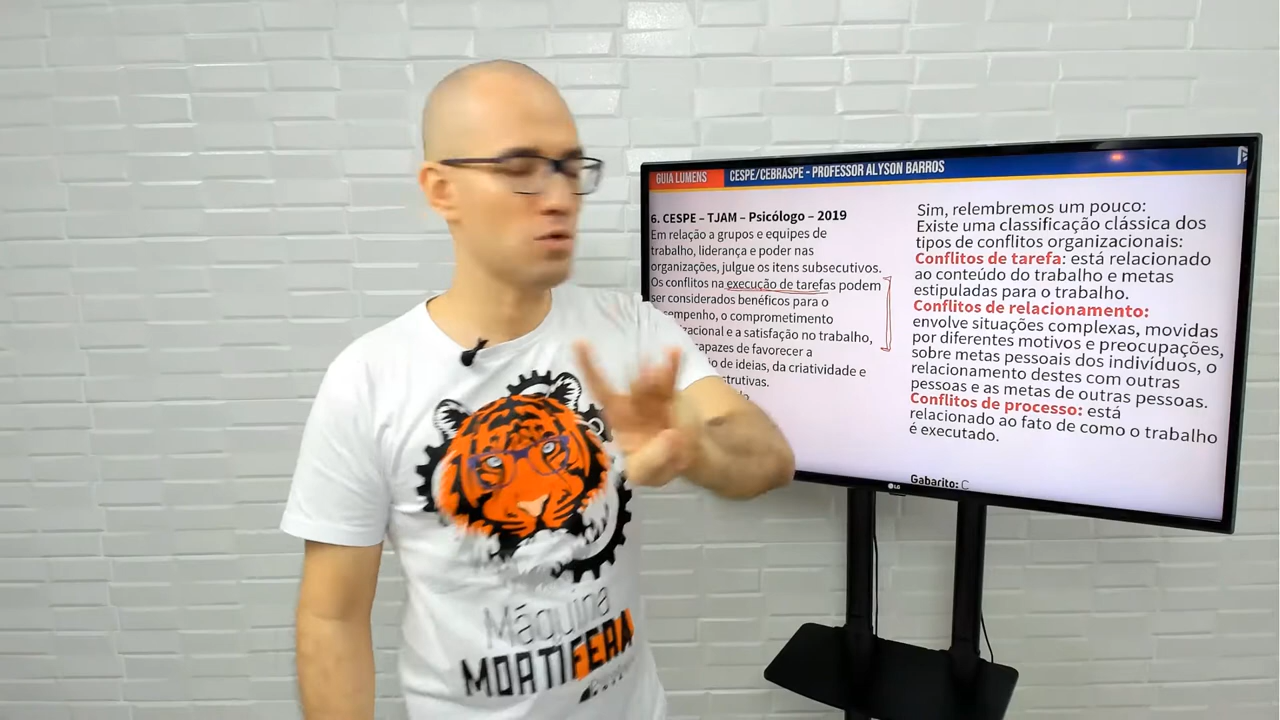 GUIA LUMENS
CESPE/CEBRASPE - PROFESSOR ALYSON BARROS
6. CESPE – TJAM – Psicólogo – 2019
Em relação a grupos e equipes de
trabalho, liderança e poder nas
organizações, julgue os itens subsecutivos.
Os conflitos na execução de tarefas podem
ser considerados benéficos para o
sempenho, o comprometimento
zacional e a satisfação no trabalho,
capazes de favorecer a
o de ideias, da criatividade e
strutivas.
Sim, relembremos um pouco:
Existe uma classificação clássica dos
tipos de conflitos organizacionais:
Conflitos de tarefa: está relacionado
ao conteúdo do trabalho e metas
estipuladas para o trabalho.
Conflitos de relacionamento:
envolve situações complexas, movidas
por diferentes motivos e preocupações,
sobre metas pessoais dos indivíduos, o
relacionamento destes com outras
pessoas e as metas de outras pessoas.
Conflitos de processo: está
relacionado ao fato de como o trabalho
é executado.
Gabarito: C
LG
Máquina
MORTIFERA